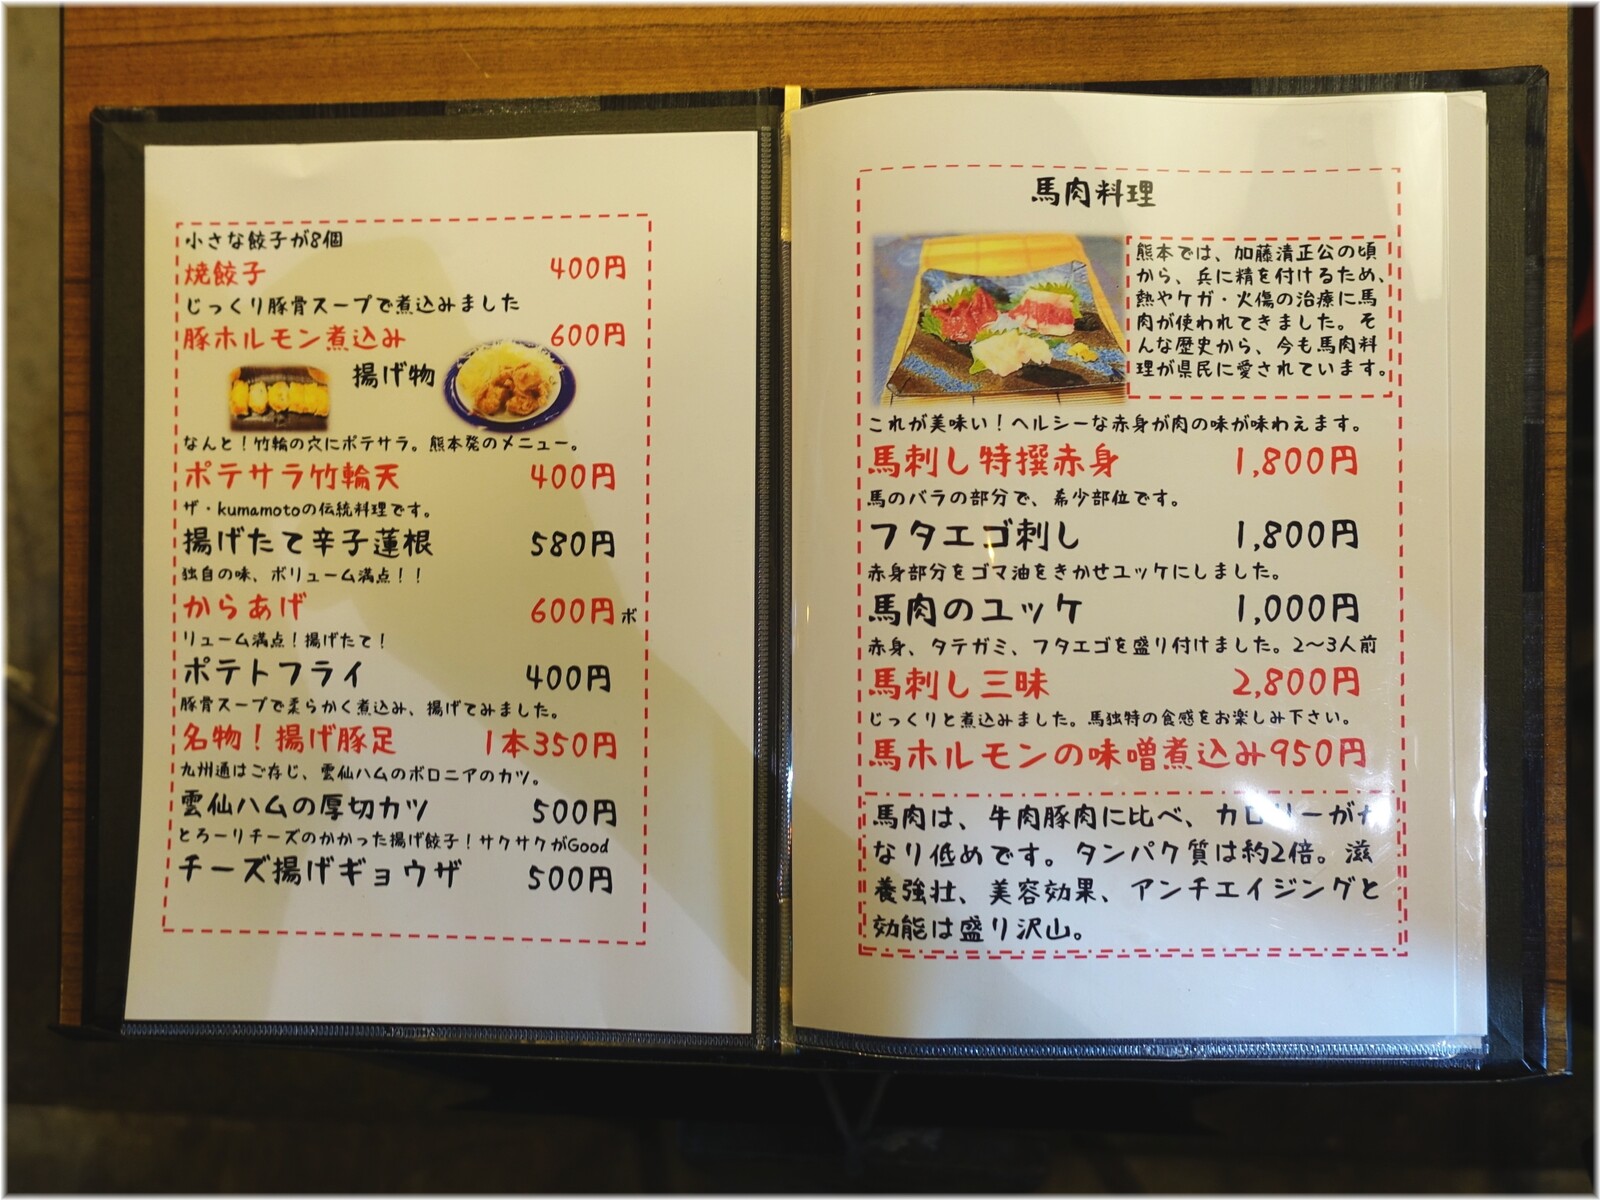 小さな餃子が8個
焼餃子 400円
じっくり豚骨スープで煮込みました
豚ホルモン煮込み 600円
揚げ物
なんと！竹輪の穴にポテサラ。熊本発のメニュー。
ポテサラ竹輪天 400円
ザ・kumamotoの伝統料理です。
揚げたて辛子蓮根 580円
独自の味、ボリューム満点！！
からあげ 600円 ボ
リューム満点！揚げたて！
ポテトフライ 400円
豚骨スープで柔らかく煮込み、揚げてみました。
名物！揚げ豚足 1本350円
九州通はご存じ、雲仙ハムのボロニアのカツ。
雲仙ハムの厚切カツ 500円
とろーりチーズのかかった揚げ餃子！サクサクがGood
チーズ揚げギョウザ 500円
馬肉料理
熊本では、加藤清正公の頃
から、兵に精を付けるため、
熱やケガ・火傷の治療に馬
肉が使われてきました。そ
んな歴史から、今も馬肉料
理が県民に愛されています。
これが美味い！ヘルシーな赤身が肉の味が味わえます。
馬刺し特撰赤身 1,800円
馬のバラの部分で、希少部位です。
フタエゴ刺し 1,800円
赤身部分をゴマ油をきかせユッケにしました。
馬肉のユッケ 1,000円
赤身、タテガミ、フタエゴを盛り付けました。2～3人前
馬刺し三昧 2,800円
じっくりと煮込みました。馬独特の食感をお楽しみ下さい。
馬ホルモンの味噌煮込み950円
馬肉は、牛肉豚肉に比べ、カロリーがか
なり低めです。タンパク質は約2倍。滋
養強壮、美容効果、アンチエイジングと
効能は盛り沢山。